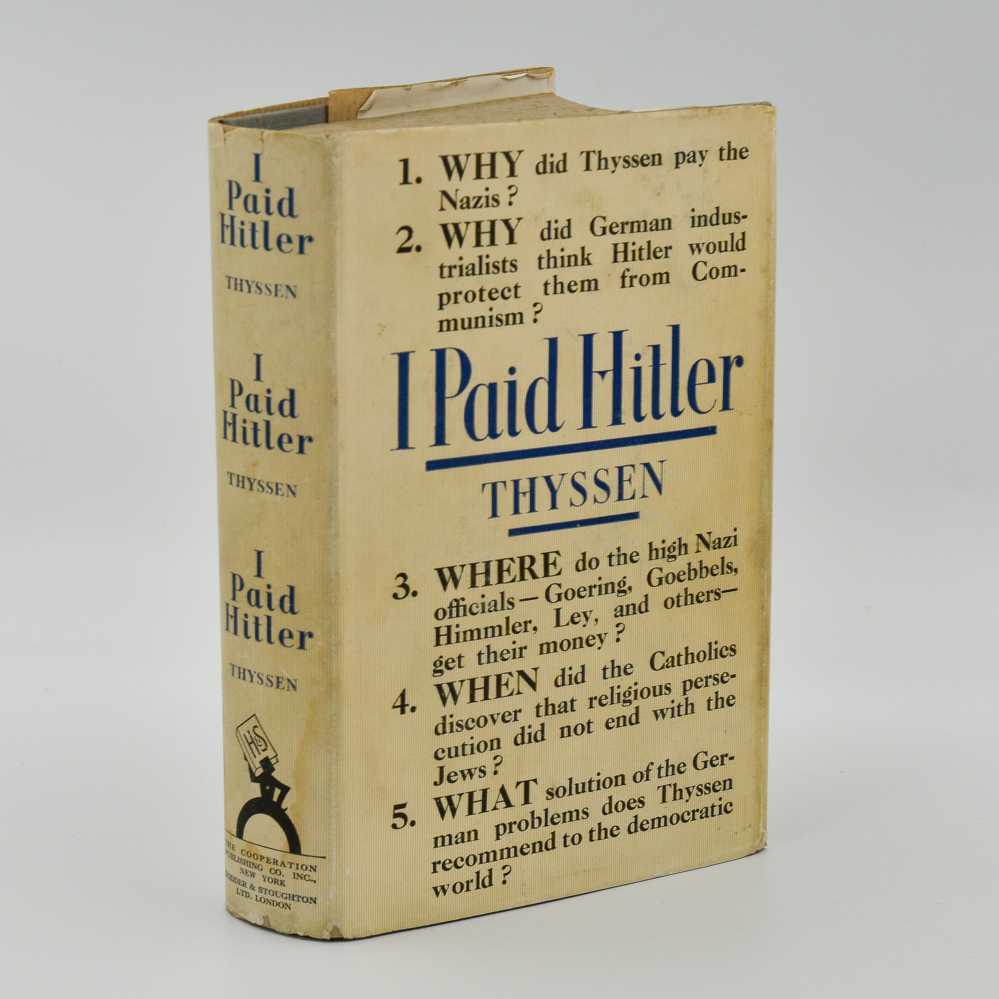 I
Paid
Hitler
THYSSEN
I
Paid
Hitler
THYSSEN
I
Paid
Hitler
THYSSEN
H&S
THE COOPERATION
PUBLISHING CO. INC.,
NEW YORK
HODDER & STOUGHTON
LTD. LONDON
1. WHY did Thyssen pay the
Nazis?
2. WHY did German indus-
trialists think Hitler would
protect them from Com-
munism?
I Paid Hitler
THYSSEN
3. WHERE do the high Nazi
officials—Goering, Goebbels,
Himmler, Ley, and others—
get their money?
4. WHEN did the Catholics
discover that religious perse-
cution did not end with the
Jews?
5. WHAT solution of the Ger-
man problems does Thyssen
recommend to the democratic
world?